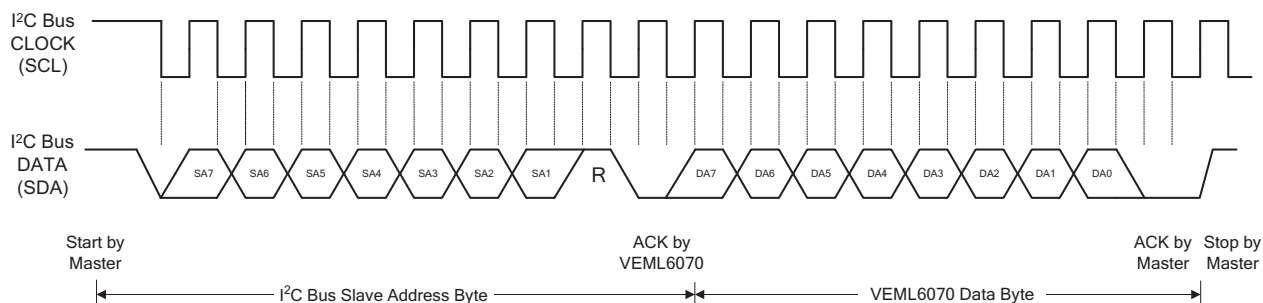 I²C Bus
CLOCK
(SCL)
I²C Bus
DATA
(SDA)
SA7 SA6 SA5 SA4 SA3 SA2 SA1 R DA7 DA6 DA5 DA4 DA3 DA2 DA1 DA0
Start by
Master
ACK by
VEML6070
ACK by
Master
Stop by
Master
I²C Bus Slave Address Byte
VEML6070 Data Byte